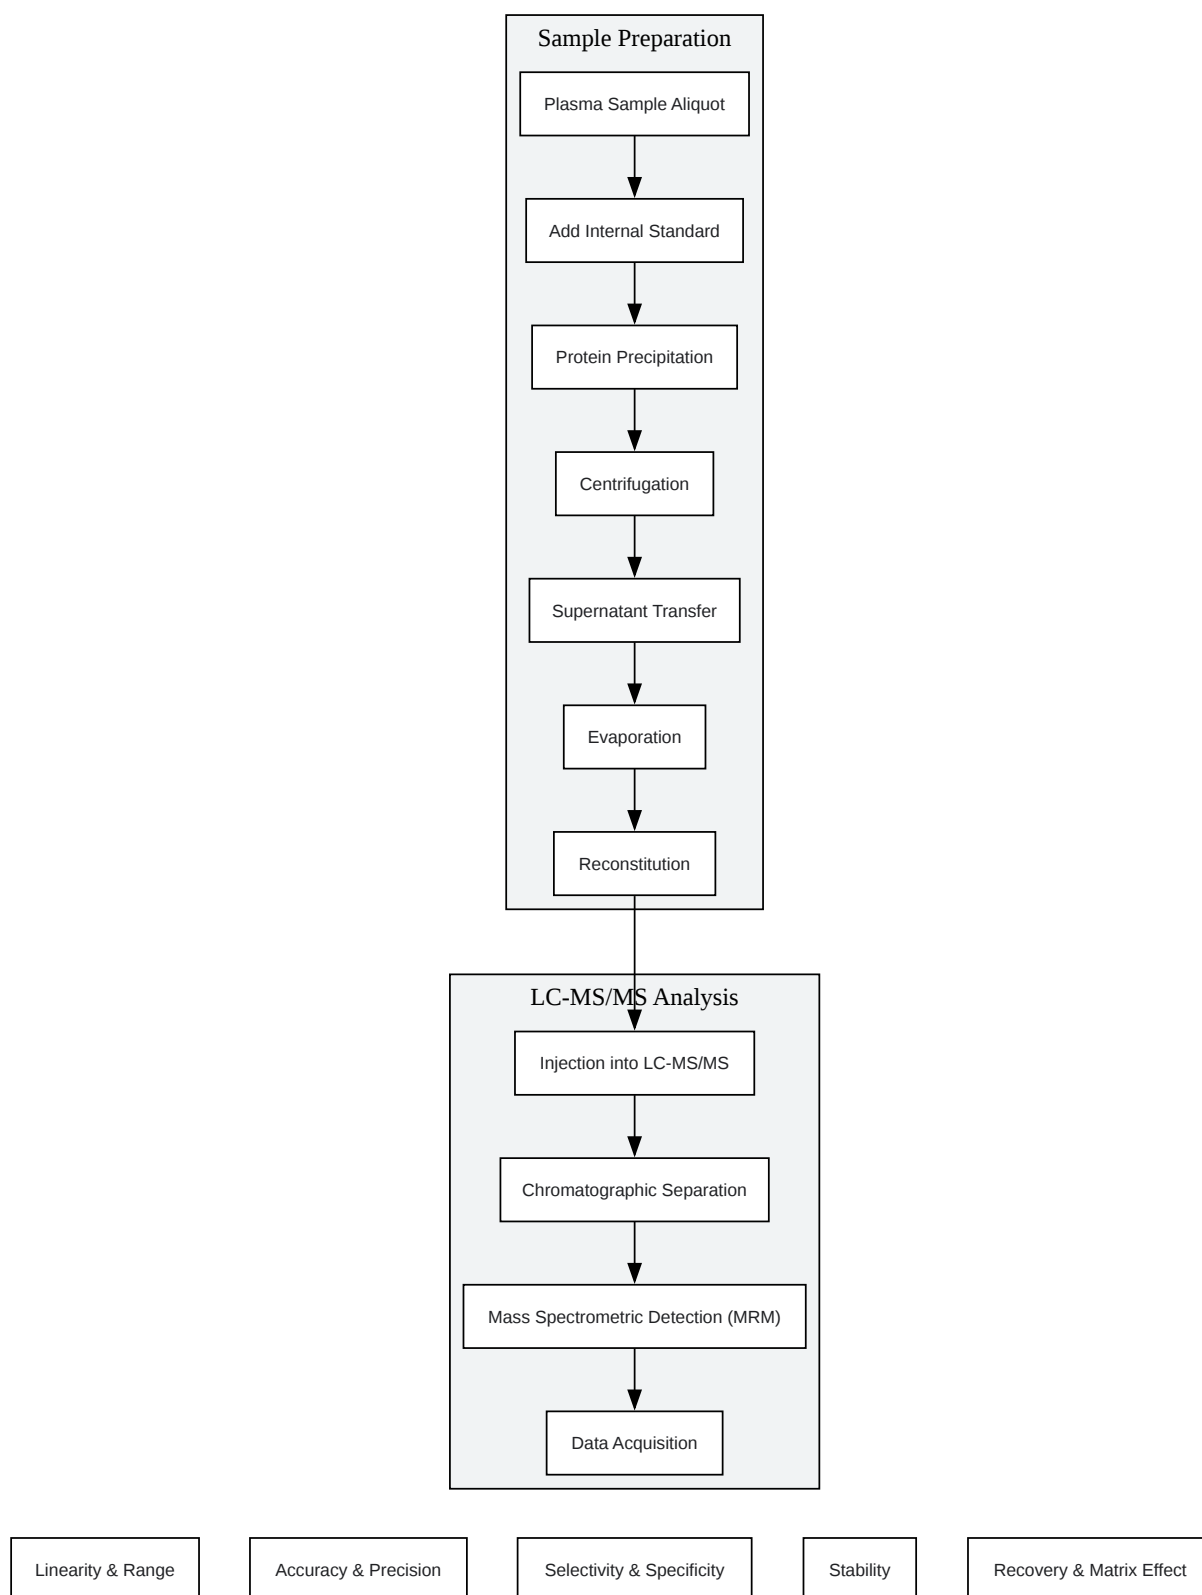 Sample Preparation
Plasma Sample Aliquot
Add Internal Standard
Protein Precipitation
Centrifugation
Supernatant Transfer
Evaporation
Reconstitution
LC-MS/MS Analysis
Injection into LC-MS/MS
Chromatographic Separation
Mass Spectrometric Detection (MRM)
Data Acquisition
Linearity & Range
Accuracy & Precision
Selectivity & Specificity
Stability
Recovery & Matrix Effect